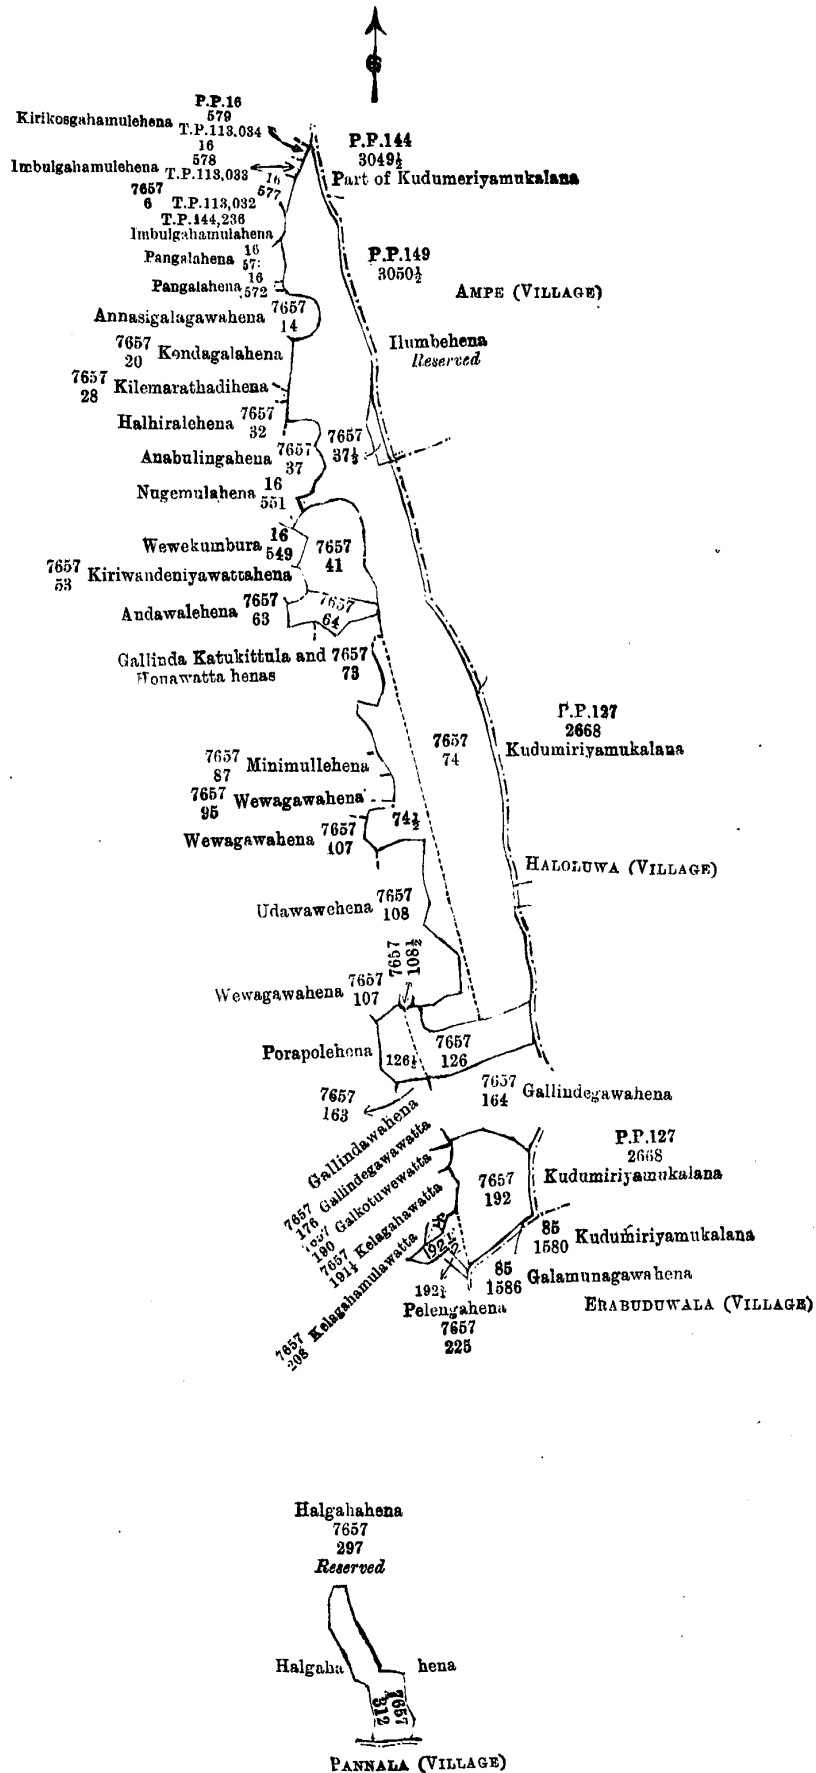 P.P.16
579
Kirikosgahamulehena T.P.113,034
16
578
Imbulgahamulehena T.P.113,033
16
577
7657
6 T.P.113,032
T.P.144,236
Imbulgahamulahena
Pangalahena 16
Pangalahena 16
572
Annasigalagawahena 7657
14
7657
20 Kondagalahena
7657
28 Kilemarathadihena
Halhiralehena 7657
32
Anabulingahena 7657
37
Nugemulahena 16
551
Wewekumbura 16
549
7657
53 Kiriwandeniyawattahena
Andawalehena 7657
63
Gallinda Katukittula and 7657
Honawatta henas 73
7657
87 Minimullehena
7657
95 Wewagawahena
Wewagawahena 7657
107
Udawawehena 7657
108
7657
108½
Wewagawahena 7657
107
Porapolehena
7657
163
P.P.144
3049½
Part of Kudumeriyamukalana
P.P.149
3050½
AMPE (VILLAGE)
Ilumbehena
Reserved
7657
37½
7657
41
7657
64
7657
74
74½
P.P.127
2668
Kudumiriyamukalana
HALOLUWA (VILLAGE)
126½
7657
126
7657
164 Gallindegawahena
Gallindawahena
7657
176 Gallindegawawatta
7657
190 Galkotuwewatta
7657
191½ Kelagahawatta
7657
208 Kelagahamulawatta
P.P.127
2668
Kudumiriyamukalana
7657
192
PP
192½
85
1580 Kudumiriyamukalana
85
1586 Galamunagawahena
192¾
Pelengahena
7657
225
ERABUDUWALA (VILLAGE)
Halgahahena
7657
297
Reserved
Halgaha hena
7657
312
PANNALA (VILLAGE)